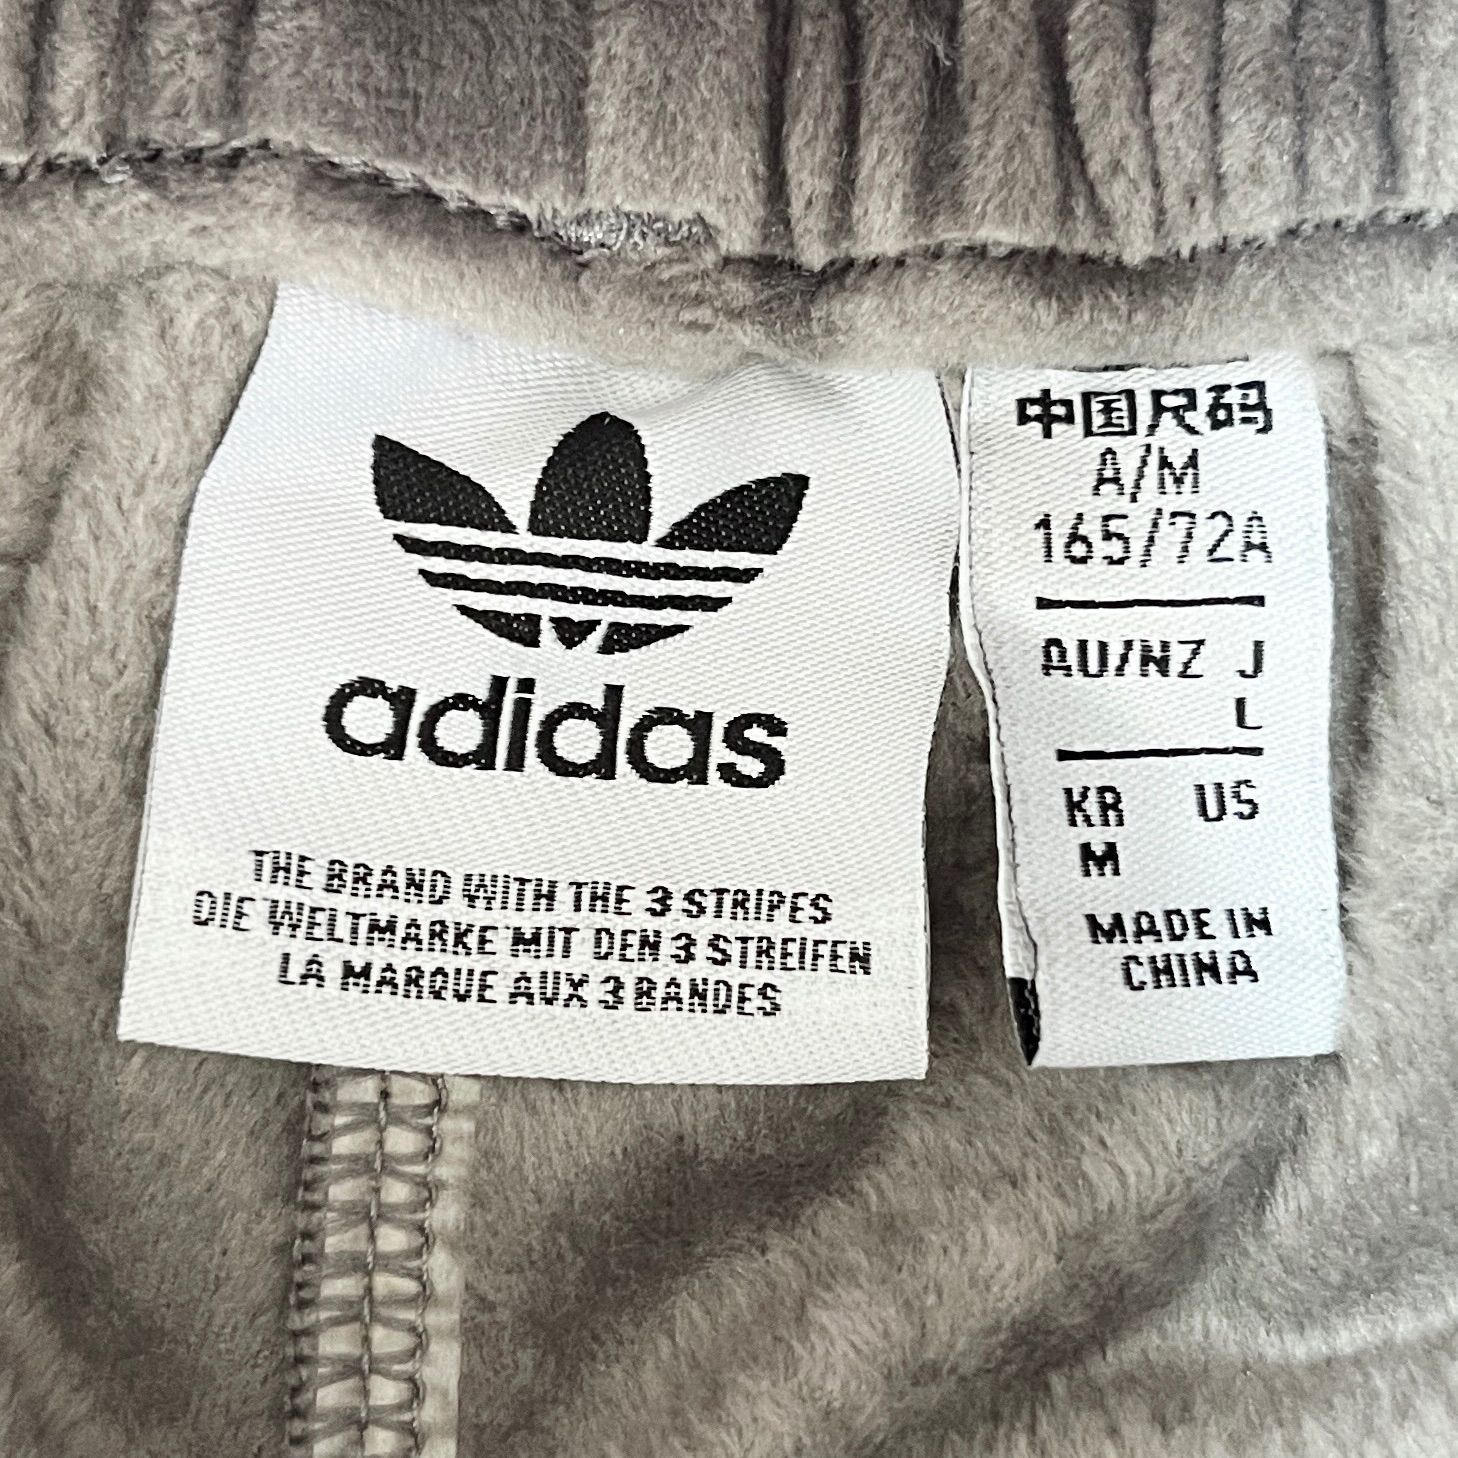 adidas
THE BRAND WITH THE 3 STRIPES
DIE WELTMARKE MIT DEN 3 STREIFEN
LA MARQUE AUX 3 BANDES
中国尺码
A/M
165/72A
AU/NZ J
L
KR US
M
MADE IN
CHINA